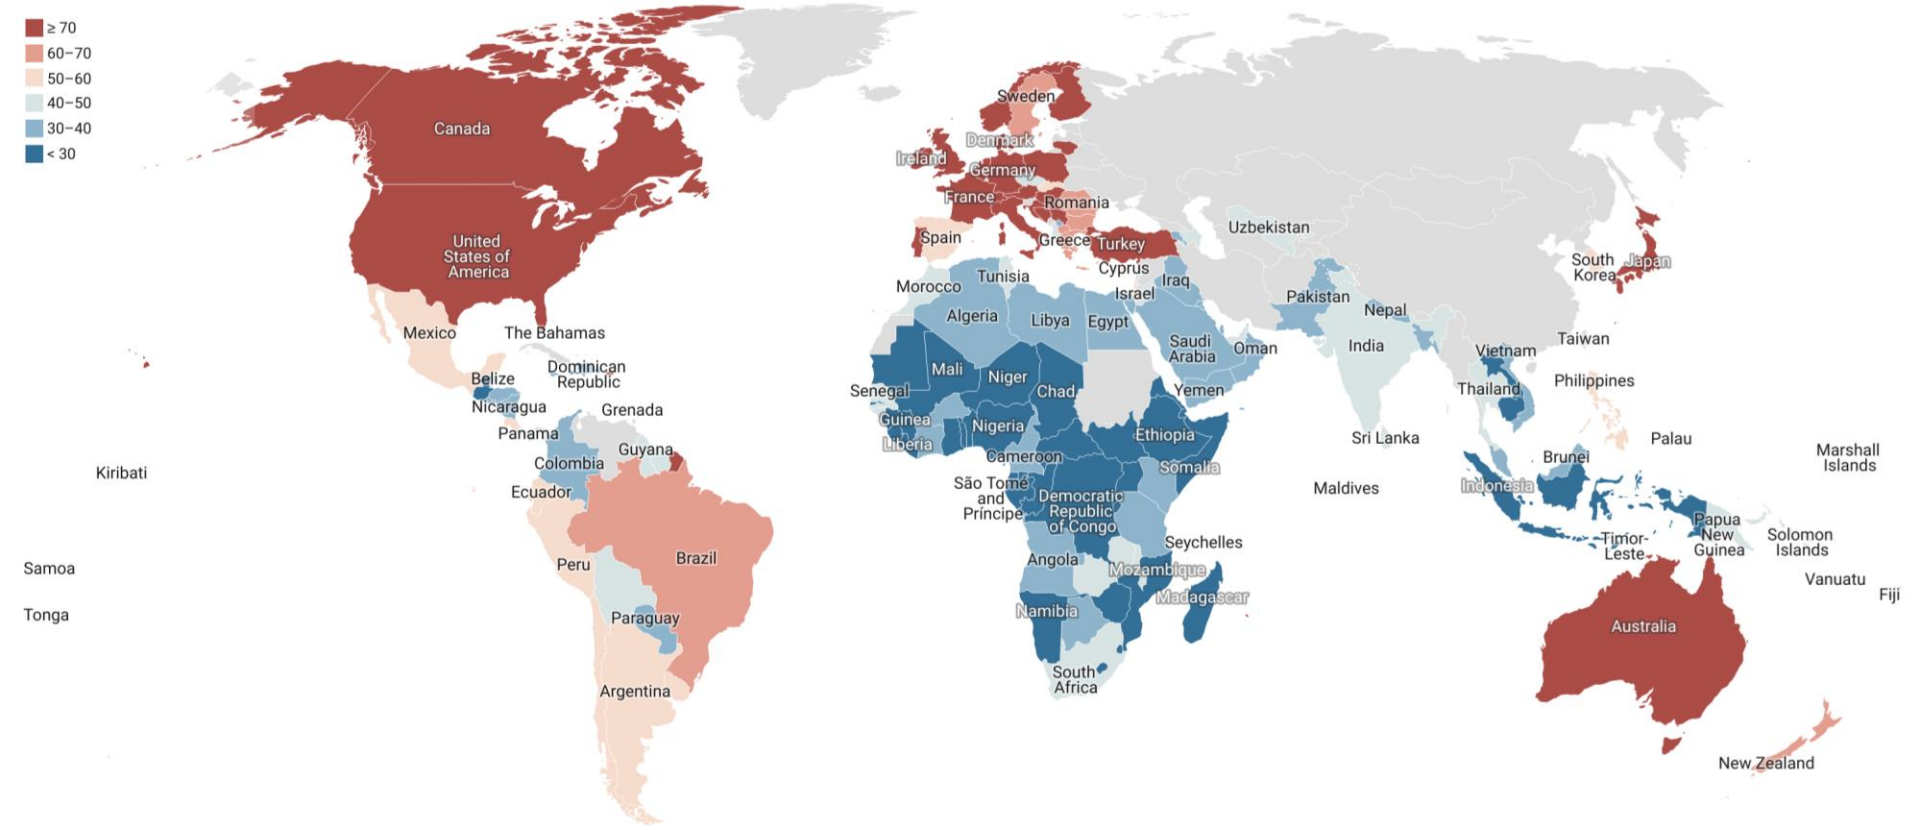 ≥ 70
60–70
50–60
40–50
30–40
< 30
Canada
United
States of
America
Mexico
The Bahamas
Belize
Dominican
Republic
Nicaragua
Grenada
Panama
Guyana
Colombia
Ecuador
Kiribati
Samoa
Tonga
Peru
Brazil
Paraguay
Argentina
Sweden
Denmark
Ireland
Germany
France
Romania
Spain
Greece
Turkey
Cyprus
Uzbekistan
South
Korea
Japan
Morocco
Tunisia
Israel
Iraq
Algeria
Libya
Egypt
Pakistan
Nepal
Saudi
Arabia
Oman
India
Taiwan
Mali
Niger
Chad
Senegal
Yemen
Vietnam
Thailand
Philippines
Guinea
Nigeria
Ethiopia
Liberia
Cameroon
Somalia
Sri Lanka
Palau
Marshall
Islands
Brunei
Indonesia
São Tomé
and
Príncipe
Democratic
Republic
of Congo
Maldives
Seychelles
Papua
New
Guinea
Timor-
Leste
Solomon
Islands
Angola
Mozambique
Madagascar
Vanuatu
Fiji
Namibia
South
Africa
Australia
New Zealand